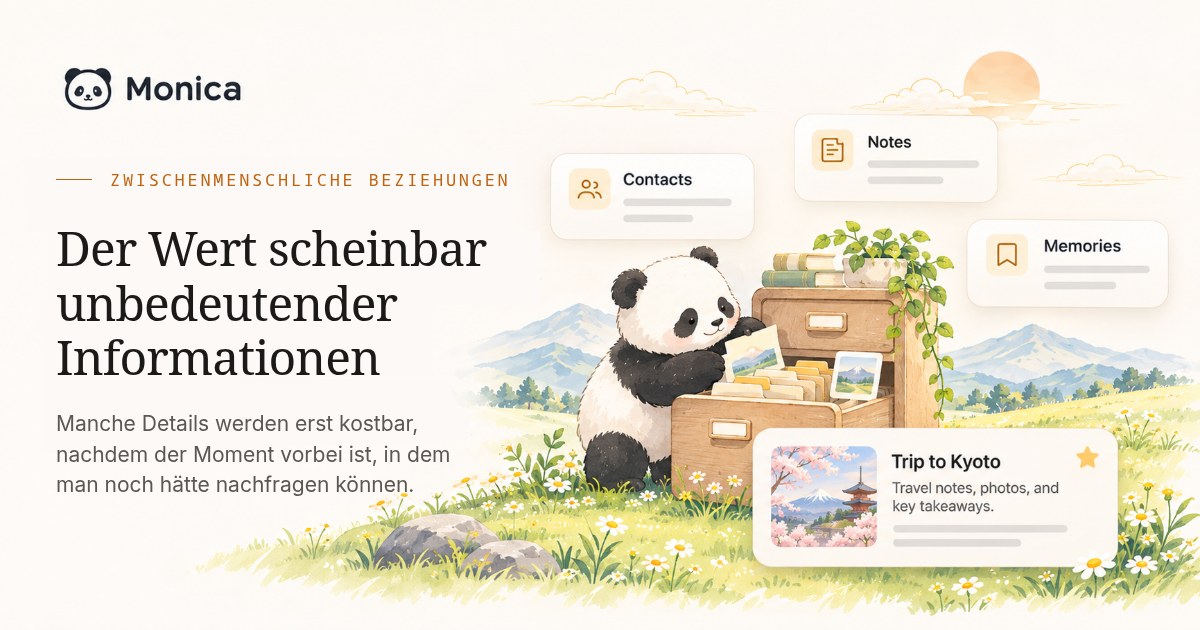 Monica
ZWISCHENMENSCHLICHE BEZIEHUNGEN
Der Wert scheinbar
unbedeutender
Informationen
Manche Details werden erst kostbar,
nachdem der Moment vorbei ist, in dem
man noch hätte nachfragen können.
Contacts
Notes
Memories
Trip to Kyoto
Travel notes, photos, and
key takeaways.